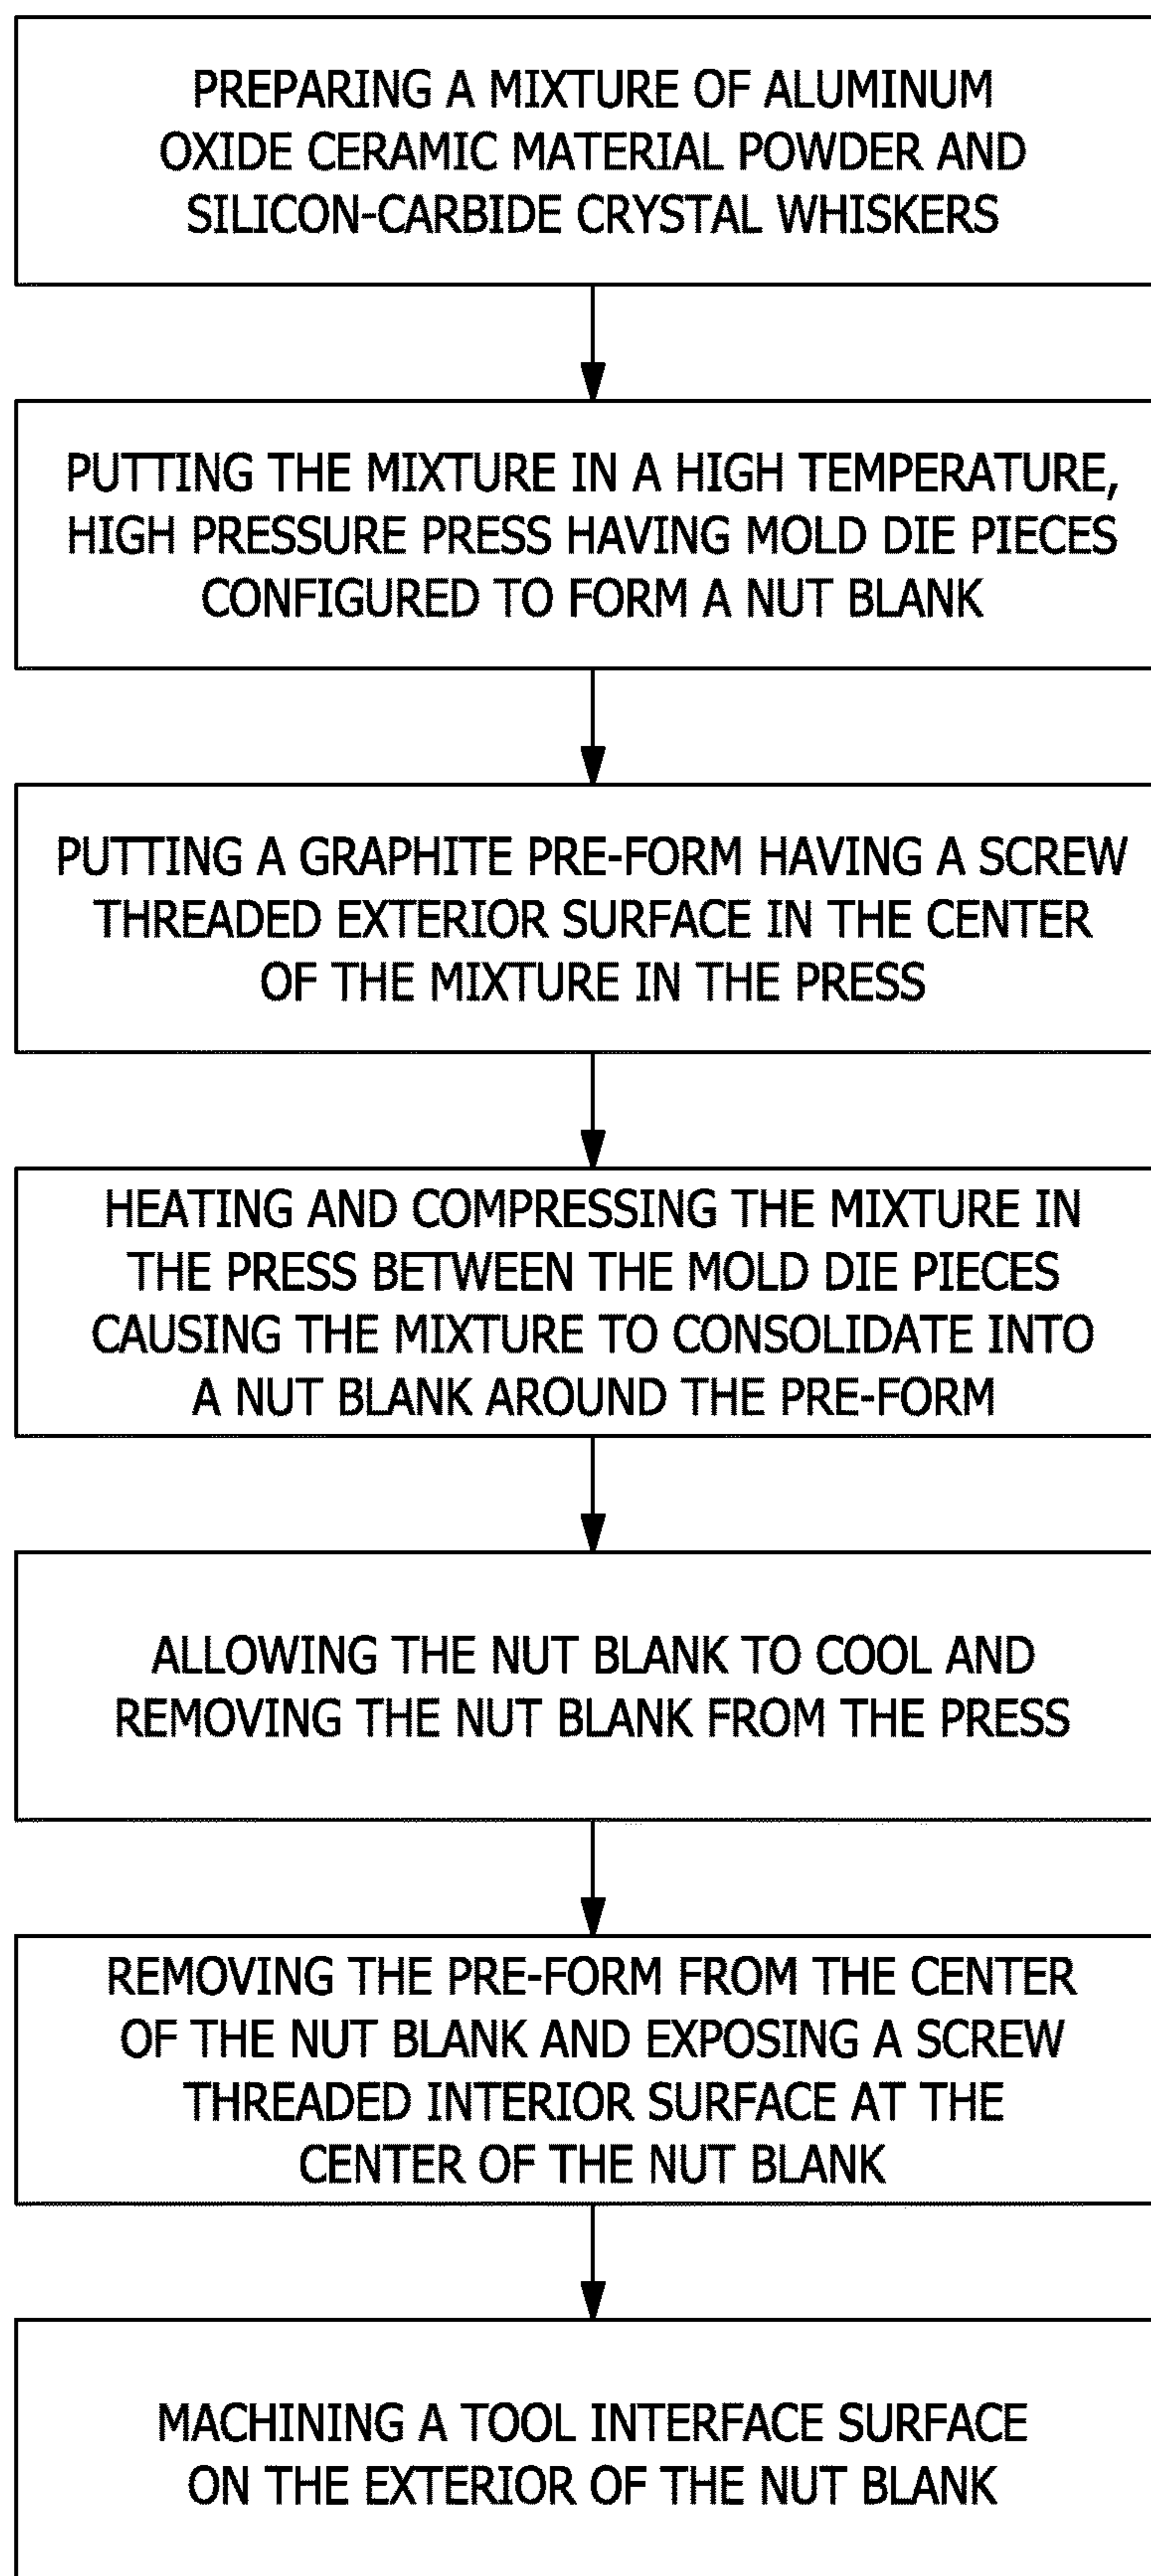 PREPARING A MIXTURE OF ALUMINUM
OXIDE CERAMIC MATERIAL POWDER AND
SILICON-CARBIDE CRYSTAL WHISKERS
PUTTING THE MIXTURE IN A HIGH TEMPERATURE,
HIGH PRESSURE PRESS HAVING MOLD DIE PIECES
CONFIGURED TO FORM A NUT BLANK
PUTTING A GRAPHITE PRE-FORM HAVING A SCREW
THREADED EXTERIOR SURFACE IN THE CENTER
OF THE MIXTURE IN THE PRESS
HEATING AND COMPRESSING THE MIXTURE IN
THE PRESS BETWEEN THE MOLD DIE PIECES
CAUSING THE MIXTURE TO CONSOLIDATE INTO
A NUT BLANK AROUND THE PRE-FORM
ALLOWING THE NUT BLANK TO COOL AND
REMOVING THE NUT BLANK FROM THE PRESS
REMOVING THE PRE-FORM FROM THE CENTER
OF THE NUT BLANK AND EXPOSING A SCREW
THREADED INTERIOR SURFACE AT THE
CENTER OF THE NUT BLANK
MACHINING A TOOL INTERFACE SURFACE
ON THE EXTERIOR OF THE NUT BLANK